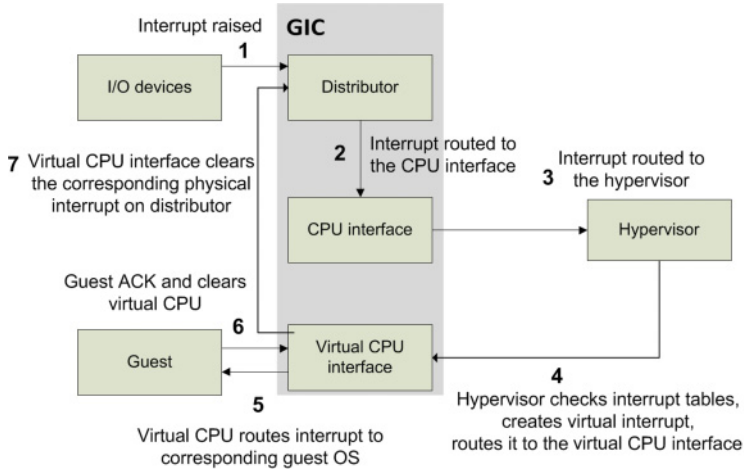 Interrupt raised
1
GIC
I/O devices
Distributor
2
Interrupt routed to
the CPU interface
7 Virtual CPU interface clears
the corresponding physical
interrupt on distributor
3
Interrupt routed to
the hypervisor
CPU interface
Hypervisor
Guest ACK and clears
virtual CPU
6
Guest
Virtual CPU
interface
5
4
Hypervisor checks interrupt tables,
creates virtual interrupt,
routes it to the virtual CPU interface
Virtual CPU routes interrupt to
corresponding guest OS